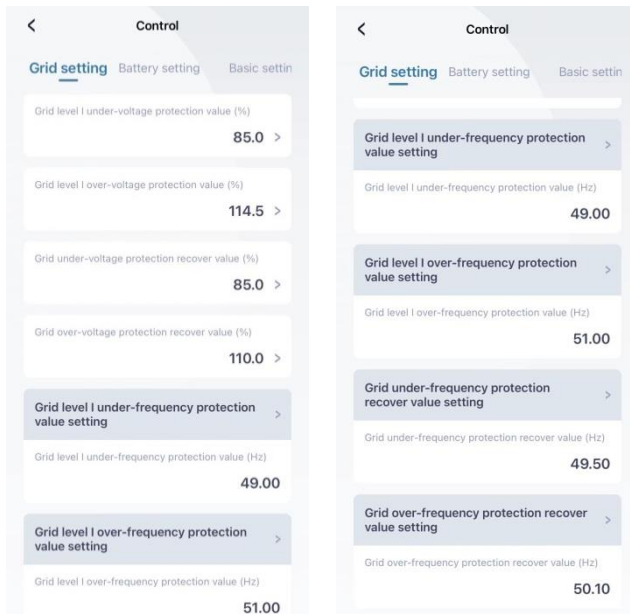 Control
Grid setting Battery setting Basic settin
Grid level I under-voltage protection value (%)
85.0
Grid level I over-voltage protection value (%)
114.5
Grid under-voltage protection recover value (%)
85.0
Grid over-voltage protection recover value (%)
110.0
Grid level I under-frequency protection
value setting
Grid level I under-frequency protection value (Hz)
49.00
Grid level I over-frequency protection
value setting
Grid level I over-frequency protection value (Hz)
51.00
Control
Grid setting Battery setting Basic settin
Grid level I under-frequency protection
value setting
Grid level I under-frequency protection value (Hz)
49.00
Grid level I over-frequency protection
value setting
Grid level I over-frequency protection value (Hz)
51.00
Grid under-frequency protection
recover value setting
Grid under-frequency protection recover value (Hz)
49.50
Grid over-frequency protection recover
value setting
Grid over-frequency protection recover value (Hz)
50.10